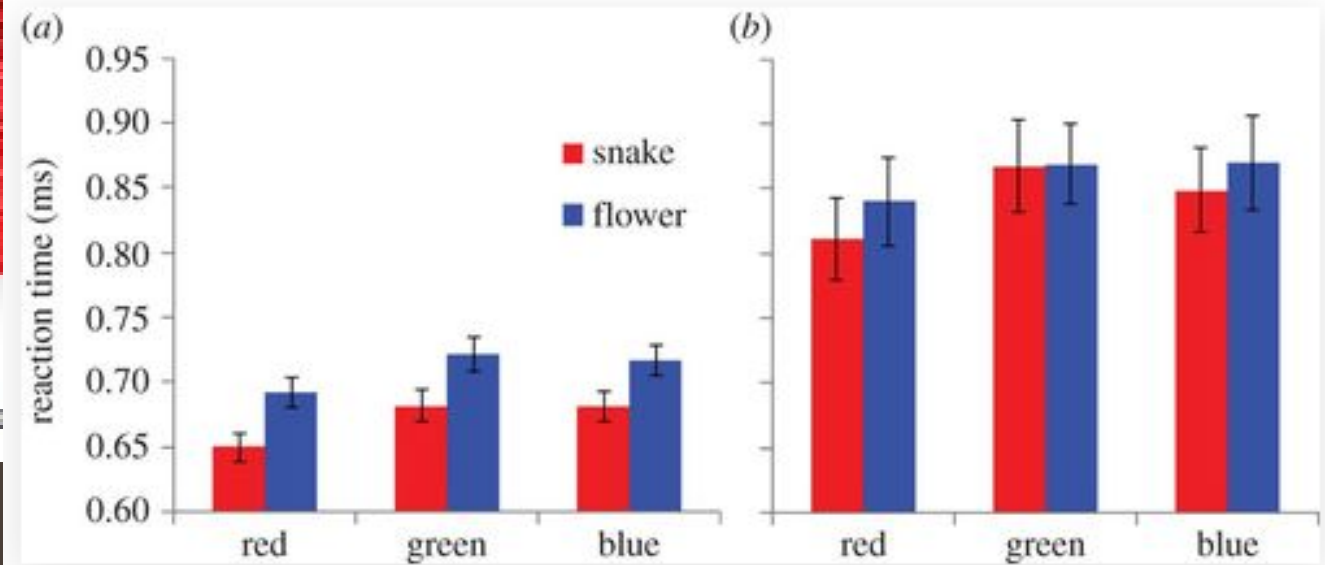 (a)
(b)
reaction time (ms)
0.95
0.90
0.85
0.80
0.75
0.70
0.65
0.60
snake
flower
red green blue
red green blue